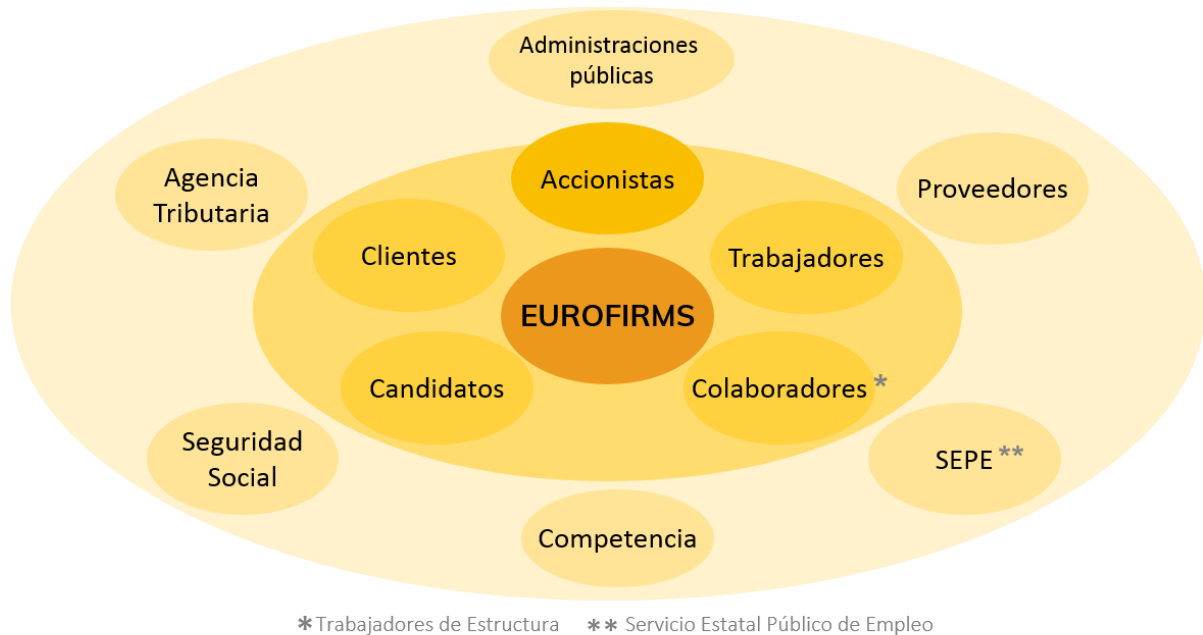 Administraciones
públicas
Accionistas
Agencia
Tributaria
Proveedores
Clientes
Trabajadores
EUROFIRMS
Candidatos
Colaboradores *
Seguridad
Social
SEPE **
Competencia
* Trabajadores de Estructura ** Servicio Estatal Público de Empleo